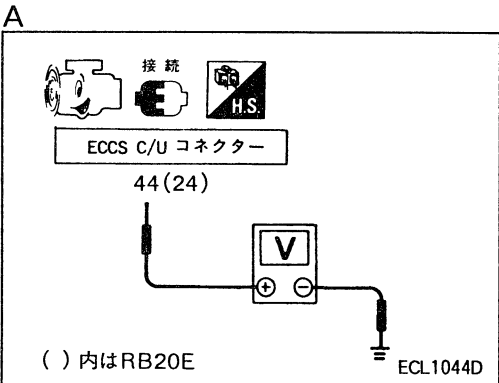 A
接続
H.S.
ECCS C/U コネクター
44(24)
V
+ −
( )内はRB20E
ECL1044D